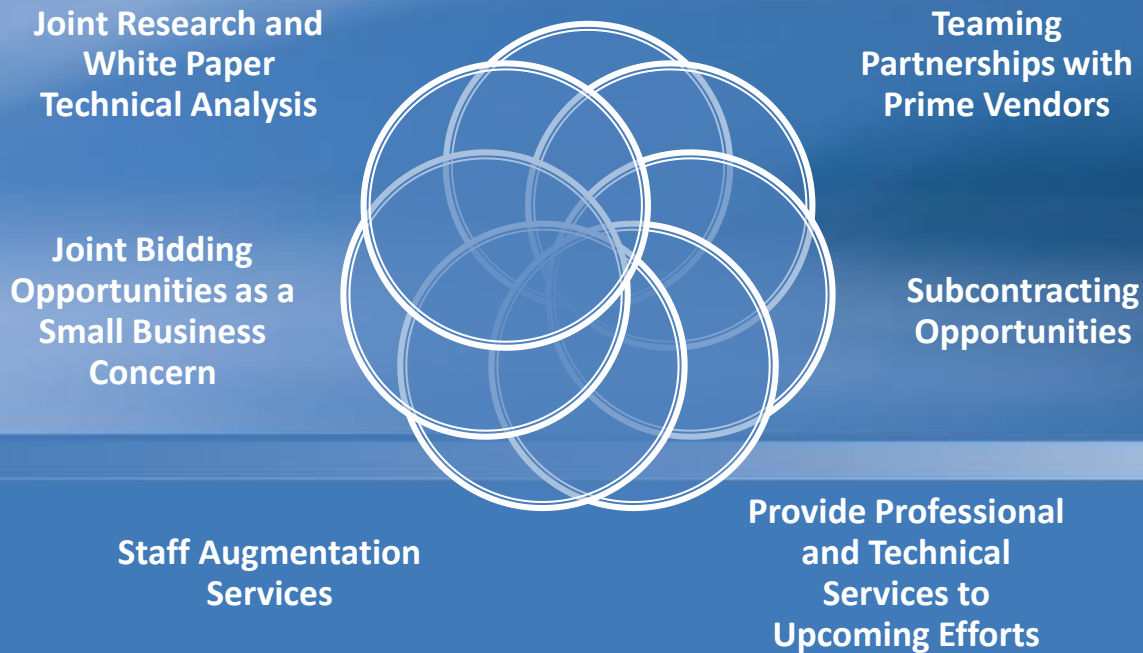 Joint Research and
White Paper
Technical Analysis
Teaming
Partnerships with
Prime Vendors
Joint Bidding
Opportunities as a
Small Business
Concern
Subcontracting
Opportunities
Staff Augmentation
Services
Provide Professional
and Technical
Services to
Upcoming Efforts